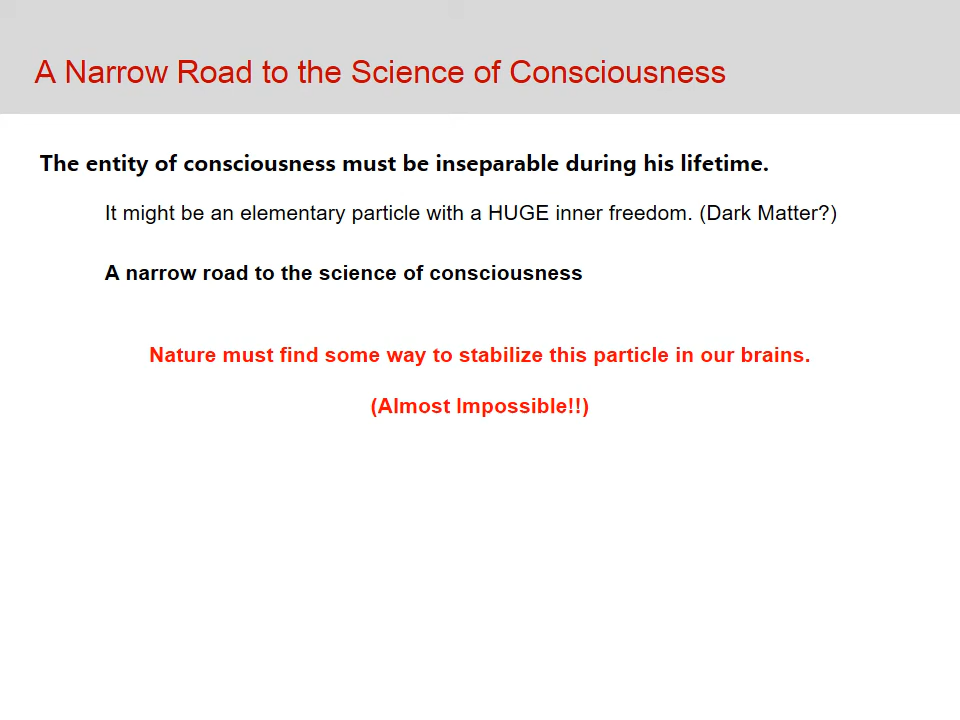 A Narrow Road to the Science of Consciousness
The entity of consciousness must be inseparable during his lifetime.
It might be an elementary particle with a HUGE inner freedom. (Dark Matter?)
A narrow road to the science of consciousness
Nature must find some way to stabilize this particle in our brains.
(Almost Impossible!!)